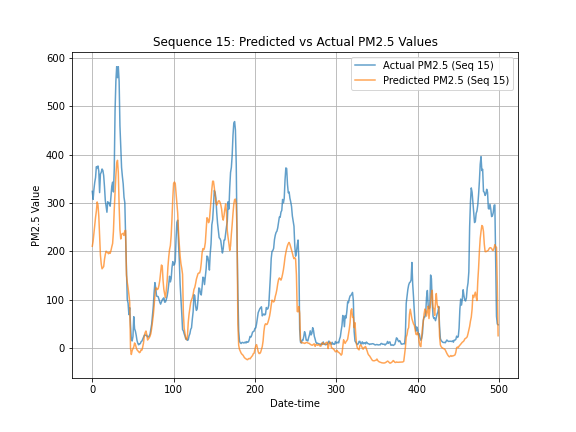 Sequence 15: Predicted vs Actual PM2.5 Values
Actual PM2.5 (Seq 15)
Predicted PM2.5 (Seq 15)
PM2.5 Value
600
500
400
300
200
100
0
0 100 200 300 400 500
Date-time